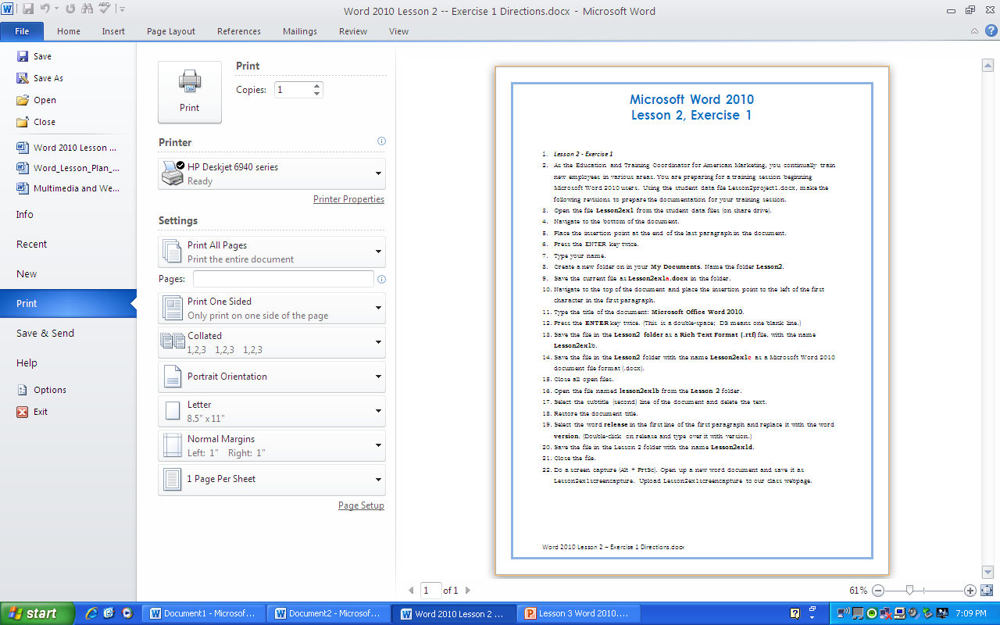 Word 2010 Lesson 2 -- Exercise 1 Directions.docx - Microsoft Word
File Home Insert Page Layout References Mailings Review View
Save
Save As
Open
Close
Word 2010 Lesson ...
Word_Lesson_Plan_...
Multimedia and We...
Info
Recent
New
Print
Save & Send
Help
Options
Exit
Print
Print
Copies: 1
Printer
HP Deskjet 6940 series
Ready
Printer Properties
Settings
Print All Pages
Print the entire document
Pages:
Print One Sided
Only print on one side of the page
Collated
1,2,3 1,2,3 1,2,3
Portrait Orientation
Letter
8.5" x 11"
Normal Margins
Left: 1" Right: 1"
1 Page Per Sheet
Page Setup
Microsoft Word 2010
Lesson 2, Exercise 1
1. Lesson 2 - Exercise 1
2. As the Education and Training Coordinator for American Marketing, you continually train
new employees in various areas. You are preparing for a training session beginning
Microsoft Word 2010 users. Using the student data file Lesson2project1.docx, make the
following revisions to prepare the documentation for your training session.
3. Open the file Lesson2ex1 from the student data files (on share drive).
4. Navigate to the bottom of the document.
5. Place the insertion point at the end of the last paragraph in the document.
6. Press the ENTER key twice.
7. Type your name.
8. Create a new folder on in your My Documents. Name the folder Lesson2.
9. Save the current file as Lesson2ex1a.docx in the folder.
10. Navigate to the top of the document and place the insertion point to the left of the first
character in the first paragraph.
11. Type the title of the document: Microsoft Office Word 2010.
12. Press the ENTER key twice. (This is a double-space; DS means one blank line.)
13. Save the file in the Lesson2 folder as a Rich Text Format (.rtf) file, with the name
Lesson2ex1b.
14. Save the file in the Lesson2 folder with the name Lesson2ex1c as a Microsoft Word 2010
document file format (.docx).
15. Close all open files.
16. Open the file named lesson2ex1b from the Lesson 2 folder.
17. Select the subtitle (second) line of the document and delete the text.
18. Restore the document title.
19. Select the word release in the first line of the first paragraph and replace it with the word
version. (Double-click on release and type over it with version.)
20. Save the file in the Lesson 2 folder with the name Lesson2ex1d.
21. Close the file.
22. Do a screen capture (Alt + PrtSc). Open up a new word document and save it as
Lesson2ex1screencapture. Upload Lesson2ex1screencapture to our class webpage.
Word 2010 Lesson 2 – Exercise 1 Directions.docx
1 of 1
61%
start
Document1 - Microsof...
Document2 - Microsof...
Word 2010 Lesson 2 ...
Lesson 3 Word 2010....
7:09 PM